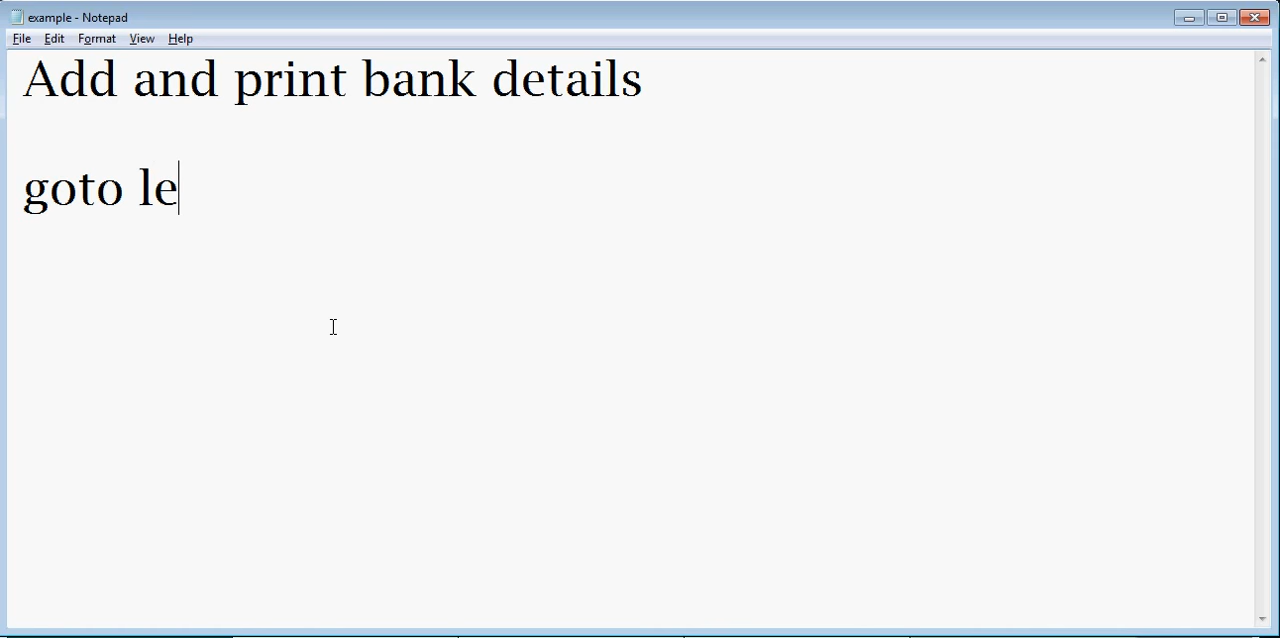 example - Notepad
File Edit Format View Help
Add and print bank details
goto le